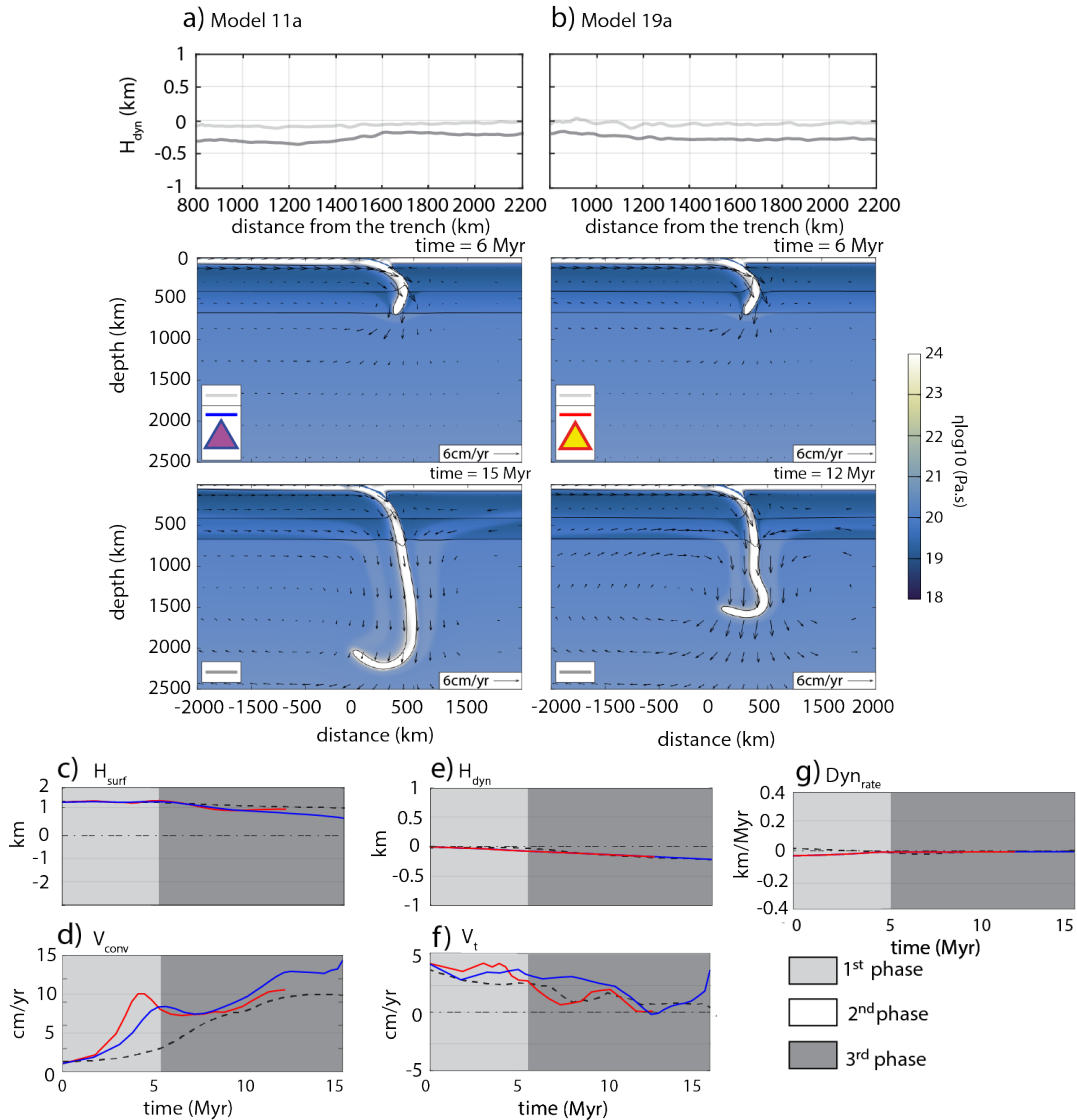 a) Model 11a
b) Model 19a
H_dyn (km)
1
0.5
0
-0.5
-1
800 1000 1200 1400 1600 1800 2000 2200
800 1000 1200 1400 1600 1800 2000 2200
distance from the trench (km)
distance from the trench (km)
time = 6 Myr
time = 6 Myr
depth (km)
0
500
1000
1500
2000
2500
6cm/yr
6cm/yr
time = 15 Myr
time = 12 Myr
depth (km)
0
500
1000
1500
2000
2500
6cm/yr
6cm/yr
-2000 -1500 -500 0 500 1500
-2000 -1500 -500 0 500 1500 2000
distance (km)
distance (km)
24
23
22
21
20
19
18
ηlog10 (Pa.s)
c) H_surf
km
2
1
0
-1
-2
e) H_dyn
km
1
0.5
0
-0.5
-1
g) Dyn_rate
km/Myr
0.4
0.2
0
-0.2
-0.4
0 5 10 15
time (Myr)
d) V_conv
cm/yr
15
10
5
0
0 5 10 15
time (Myr)
f) V_t
cm/yr
5
0
-5
0 5 10 15
time (Myr)
1st phase
2nd phase
3rd phase